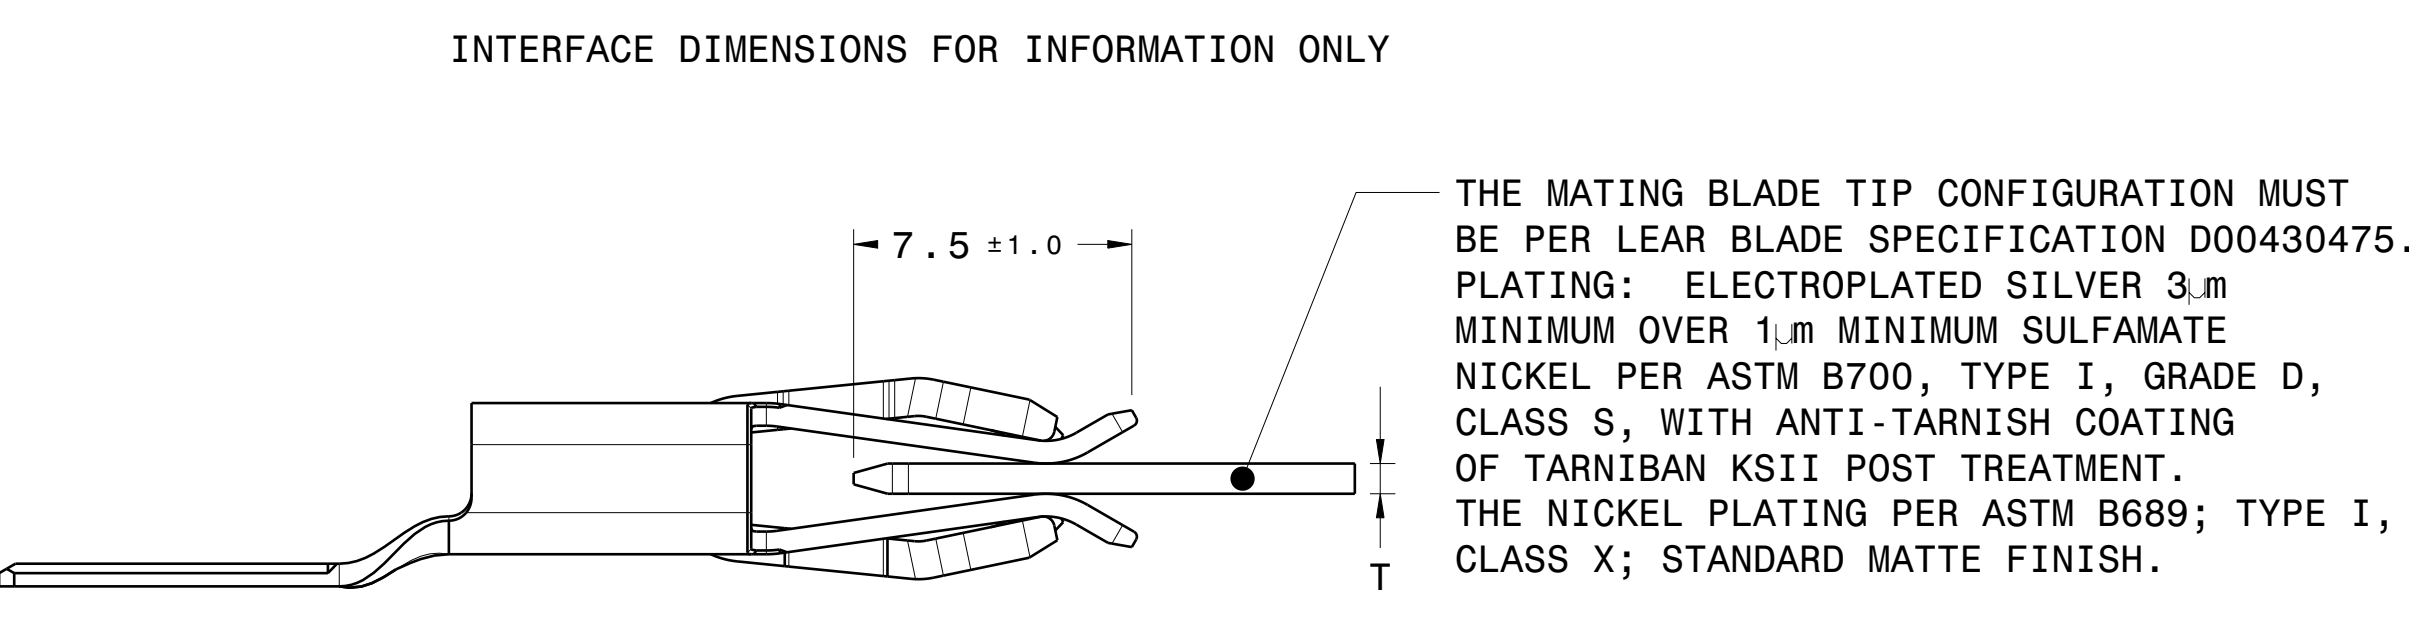 INTERFACE DIMENSIONS FOR INFORMATION ONLY
7.5 ±1.0
THE MATING BLADE TIP CONFIGURATION MUST
BE PER LEAR BLADE SPECIFICATION D00430475.
PLATING:  ELECTROPLATED SILVER 3μm
MINIMUM OVER 1μm MINIMUM SULFAMATE
NICKEL PER ASTM B700, TYPE I, GRADE D,
CLASS S, WITH ANTI-TARNISH COATING
OF TARNIBAN KSII POST TREATMENT.
THE NICKEL PLATING PER ASTM B689; TYPE I,
CLASS X; STANDARD MATTE FINISH.
T